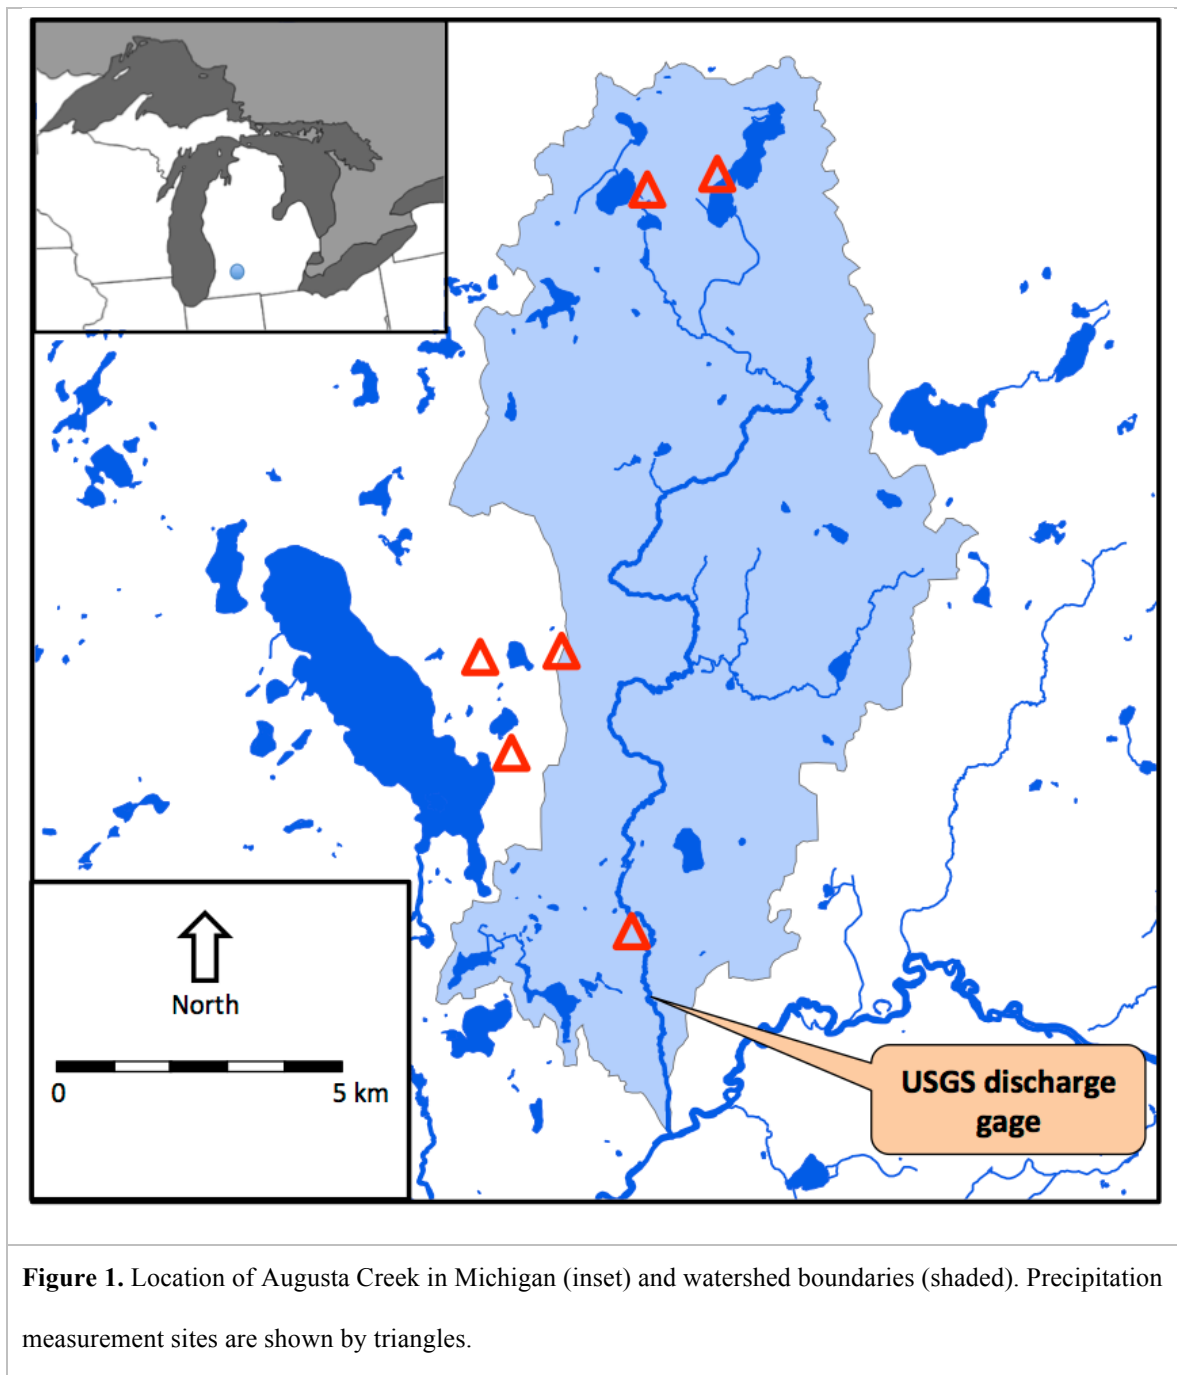 North
0 5 km
USGS discharge
gage
Figure 1. Location of Augusta Creek in Michigan (inset) and watershed boundaries (shaded). Precipitation
measurement sites are shown by triangles.